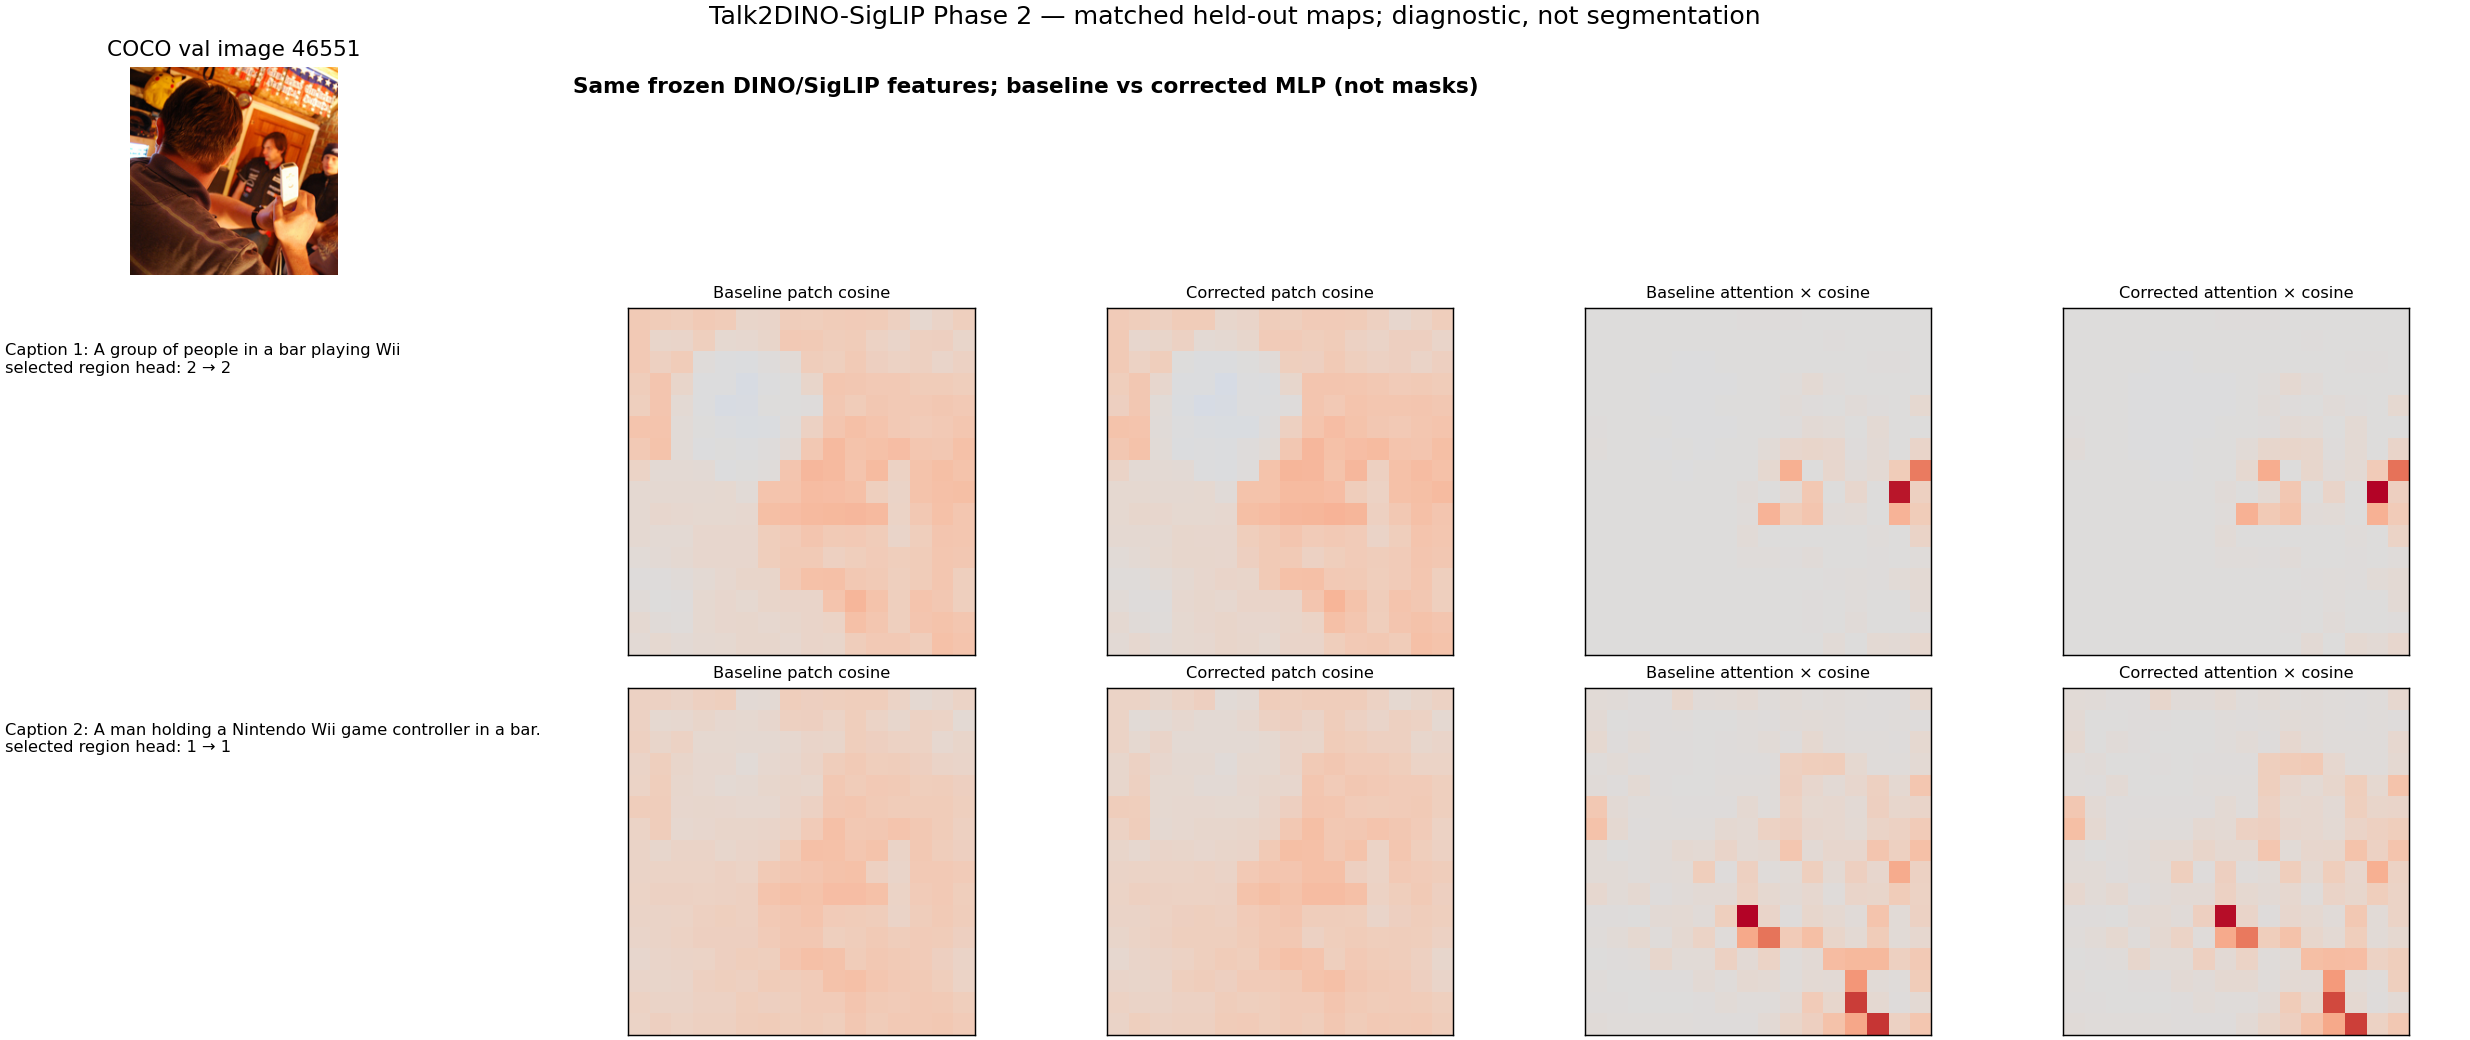 Talk2DINO-SigLIP Phase 2 — matched held-out maps; diagnostic, not segmentation
COCO val image 46551
Same frozen DINO/SigLIP features; baseline vs corrected MLP (not masks)
Baseline patch cosine
Corrected patch cosine
Baseline attention × cosine
Corrected attention × cosine
Caption 1: A group of people in a bar playing Wii
selected region head: 2 → 2
Baseline patch cosine
Corrected patch cosine
Baseline attention × cosine
Corrected attention × cosine
Caption 2: A man holding a Nintendo Wii game controller in a bar.
selected region head: 1 → 1